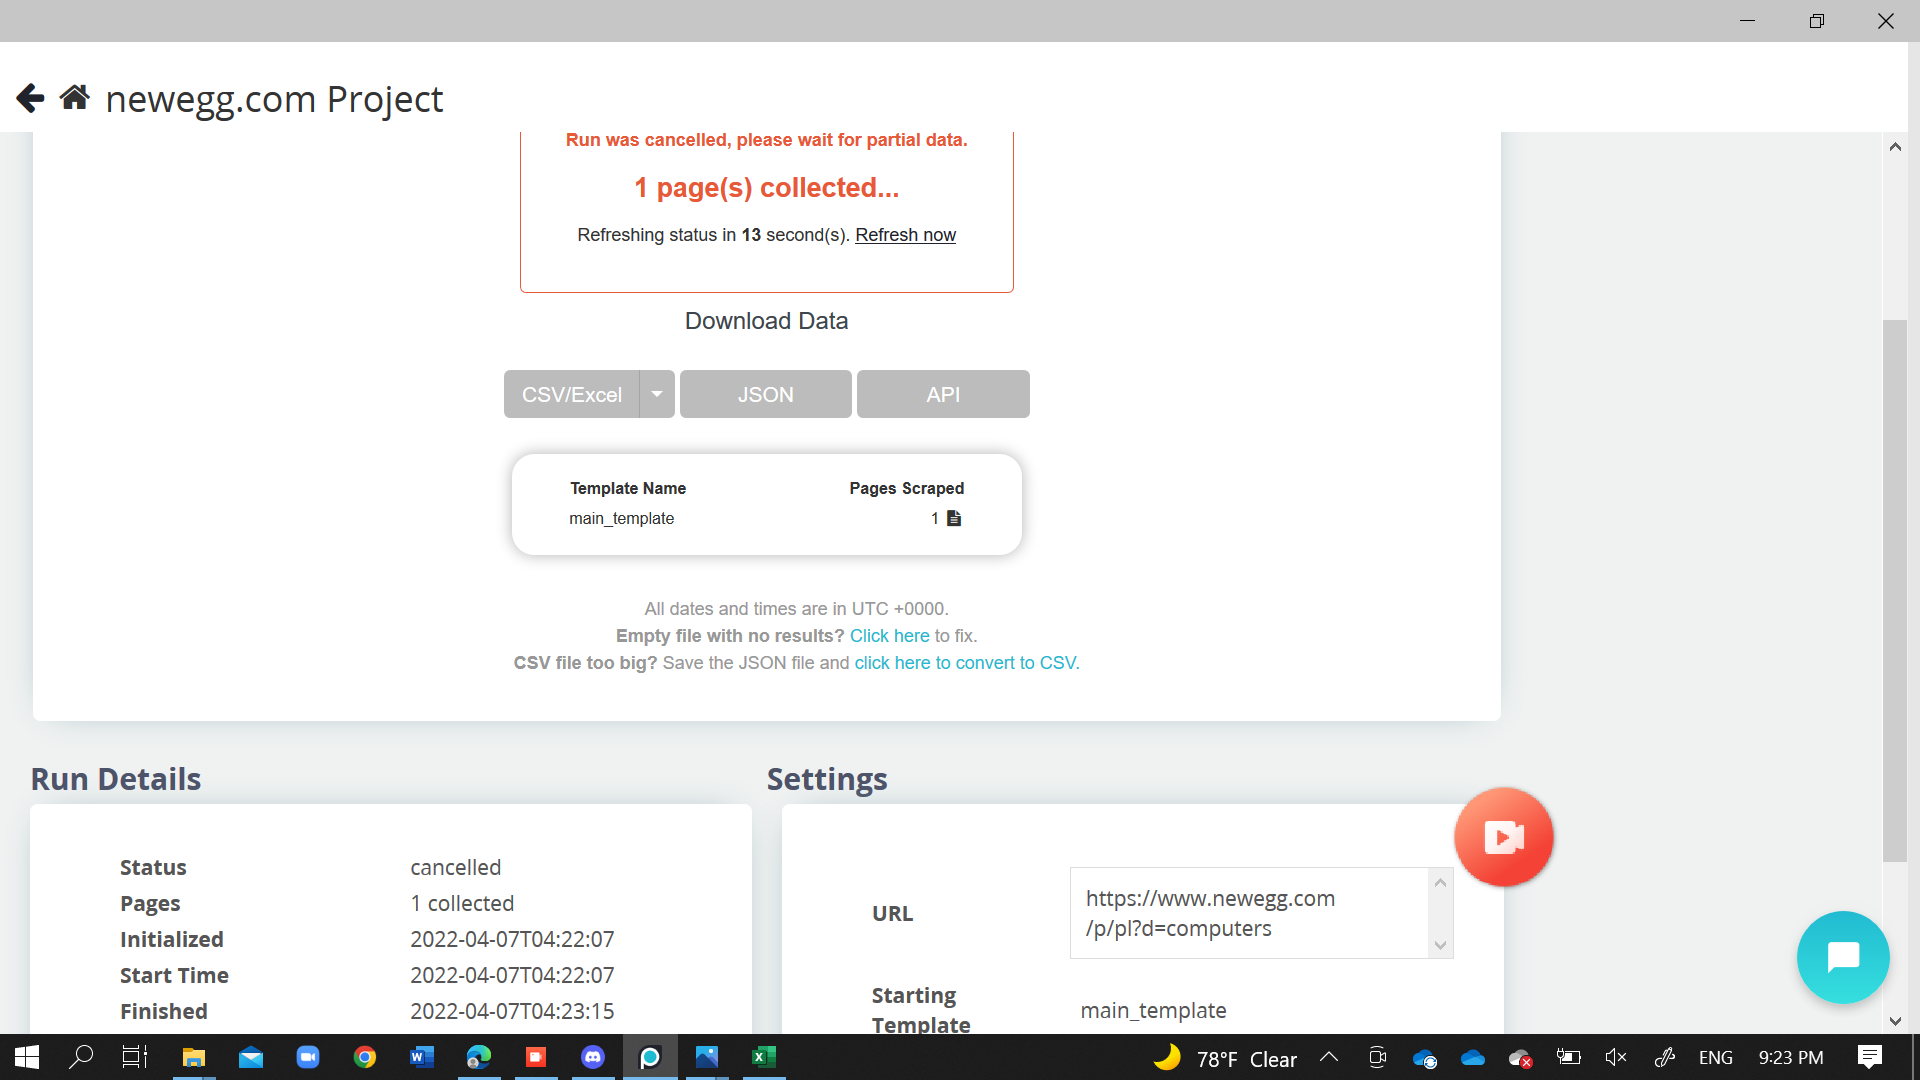 newegg.com Project
Run was cancelled, please wait for partial data.
1 page(s) collected...
Refreshing status in 13 second(s). Refresh now
Download Data
CSV/Excel JSON API
Template Name Pages Scraped
main_template 1
All dates and times are in UTC +0000.
Empty file with no results? Click here to fix.
CSV file too big? Save the JSON file and click here to convert to CSV.
Run Details
Status cancelled
Pages 1 collected
Initialized 2022-04-07T04:22:07
Start Time 2022-04-07T04:22:07
Finished 2022-04-07T04:23:15
Settings
URL https://www.newegg.com
/p/pl?d=computers
Starting
Template main_template
78°F Clear ENG 9:23 PM